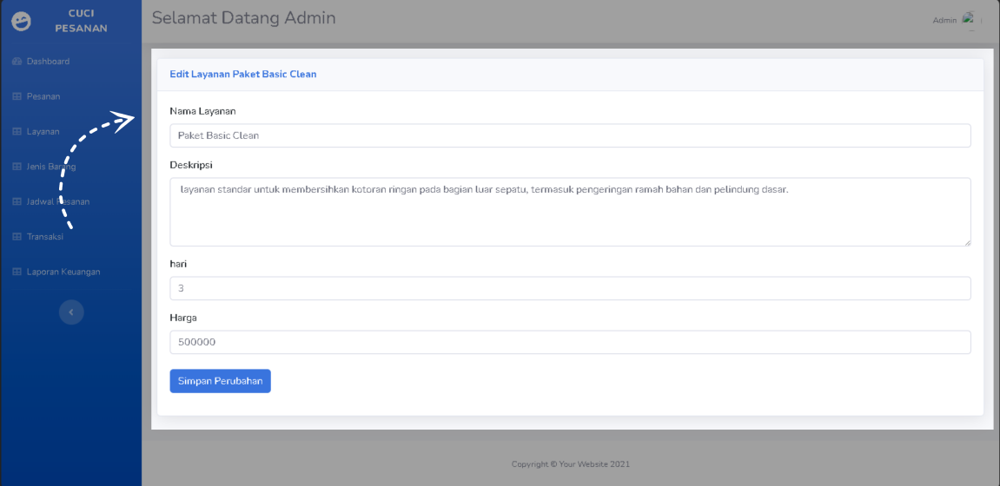 CUCI
PESANAN
Dashboard
Pesanan
Layanan
Jenis Barang
Jadwal Pesanan
Transaksi
Laporan Keuangan
Selamat Datang Admin
Admin
Edit Layanan Paket Basic Clean
Nama Layanan
Paket Basic Clean
Deskripsi
layanan standar untuk membersihkan kotoran ringan pada bagian luar sepatu, termasuk pengeringan ramah bahan dan pelindung dasar.
hari
3
Harga
500000
Simpan Perubahan
Copyright © Your Website 2021